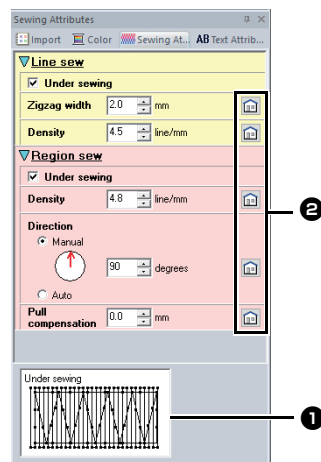 Sewing Attributes
Import Color Sewing At... AB Text Attrib...
Line sew
Under sewing
Zigzag width 2.0 mm
Density 4.5 line/mm
Region sew
Under sewing
Density 4.8 line/mm
Direction
Manual
90 degrees
Auto
Pull
compensation 0.0 mm
Under sewing
2
1